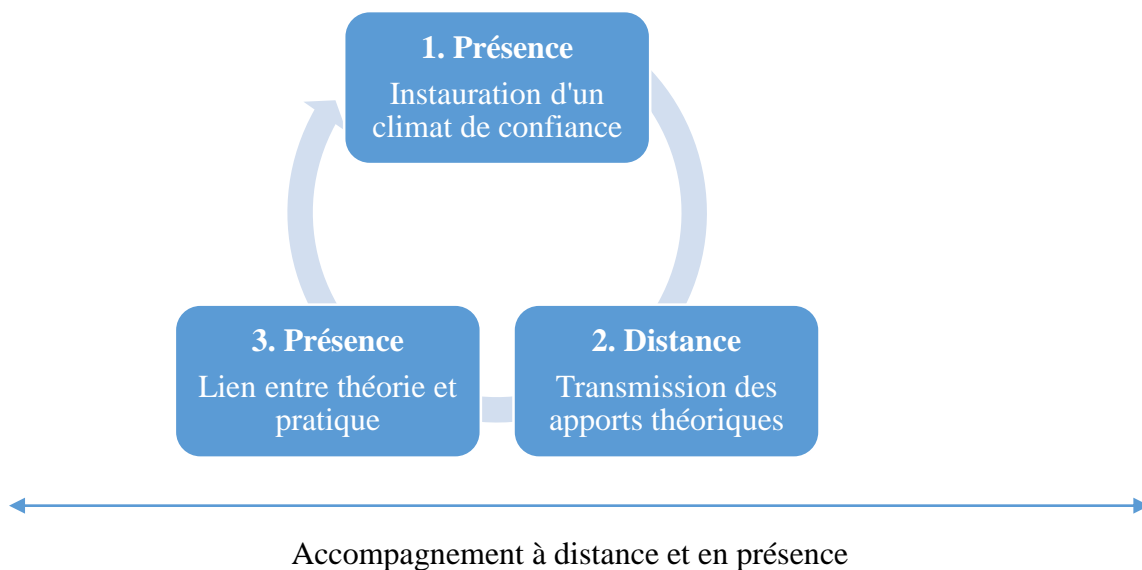 1. Présence
Instauration d'un
climat de confiance
3. Présence
Lien entre théorie et
pratique
2. Distance
Transmission des
apports théoriques
Accompagnement à distance et en présence